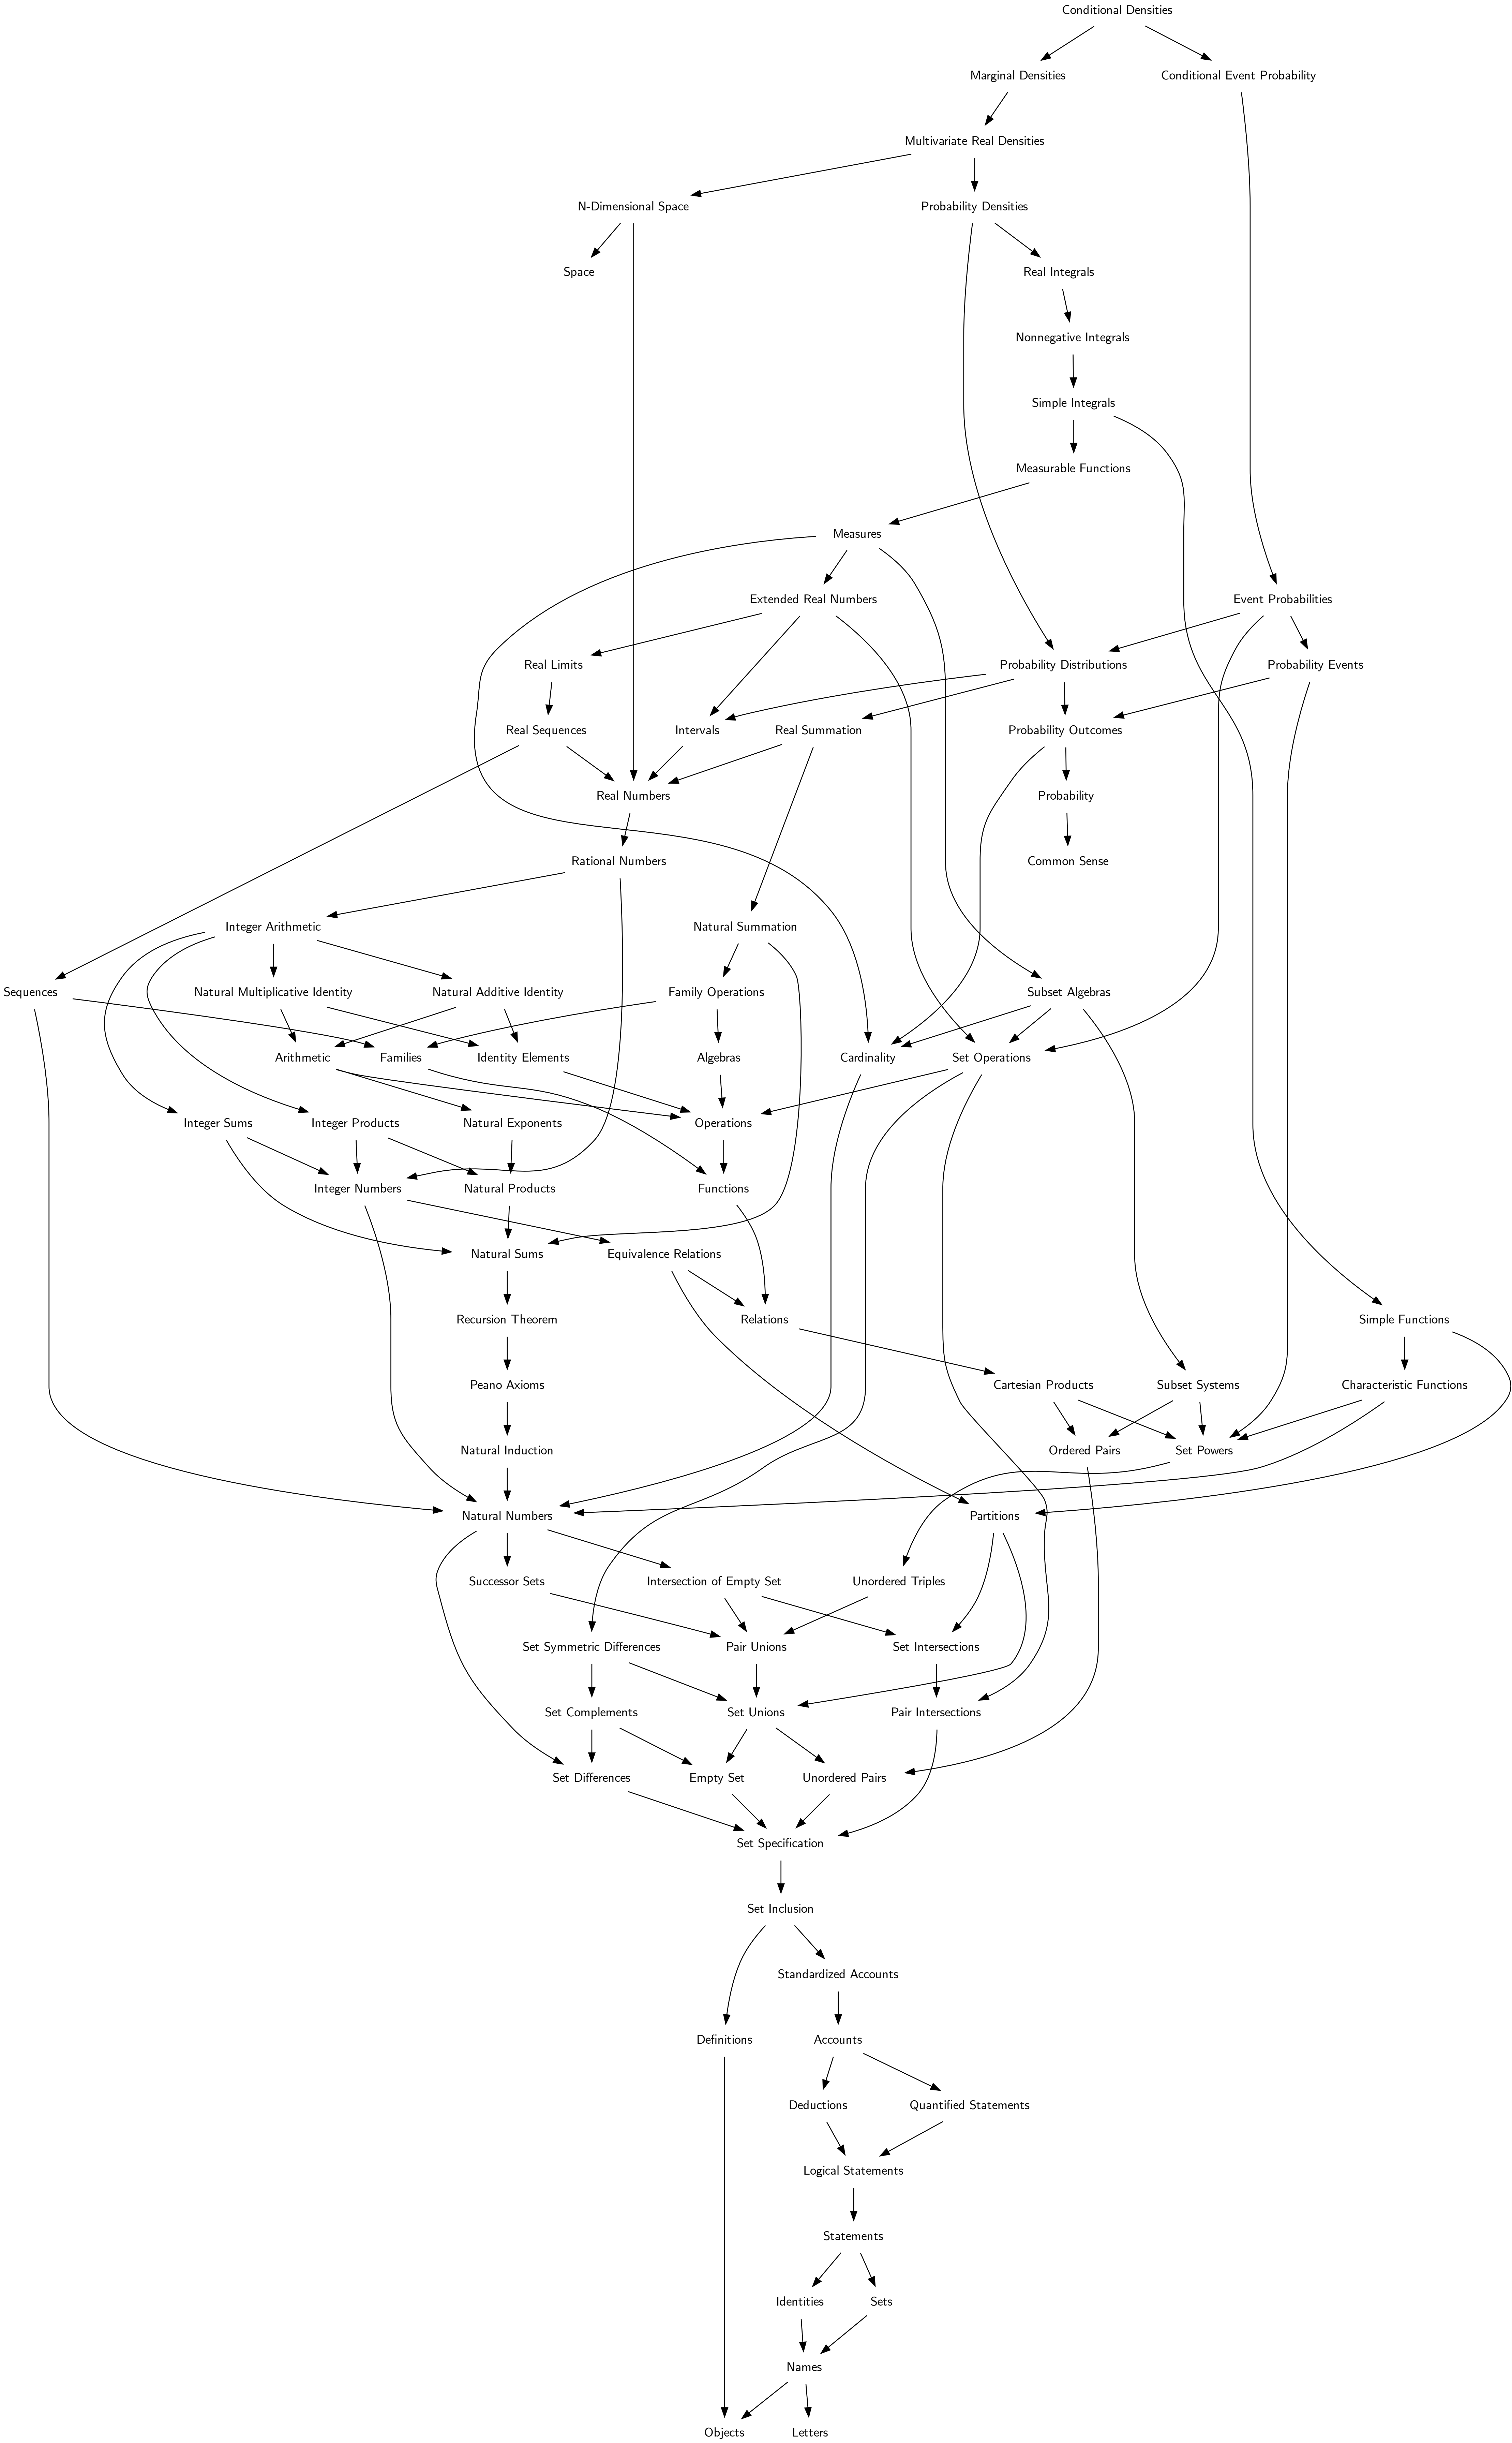 Conditional Densities
Marginal Densities
Conditional Event Probability
Multivariate Real Densities
N-Dimensional Space
Probability Densities
Space
Real Integrals
Nonnegative Integrals
Simple Integrals
Measurable Functions
Measures
Extended Real Numbers
Event Probabilities
Real Limits
Probability Distributions
Probability Events
Real Sequences
Intervals
Real Summation
Probability Outcomes
Real Numbers
Probability
Rational Numbers
Common Sense
Integer Arithmetic
Natural Summation
Sequences
Natural Multiplicative Identity
Natural Additive Identity
Family Operations
Subset Algebras
Arithmetic
Families
Identity Elements
Algebras
Cardinality
Set Operations
Integer Sums
Integer Products
Natural Exponents
Operations
Integer Numbers
Natural Products
Functions
Natural Sums
Equivalence Relations
Recursion Theorem
Relations
Simple Functions
Peano Axioms
Cartesian Products
Subset Systems
Characteristic Functions
Natural Induction
Ordered Pairs
Set Powers
Natural Numbers
Partitions
Successor Sets
Intersection of Empty Set
Unordered Triples
Set Symmetric Differences
Pair Unions
Set Intersections
Set Complements
Set Unions
Pair Intersections
Set Differences
Empty Set
Unordered Pairs
Set Specification
Set Inclusion
Standardized Accounts
Definitions
Accounts
Deductions
Quantified Statements
Logical Statements
Statements
Identities
Sets
Names
Objects
Letters